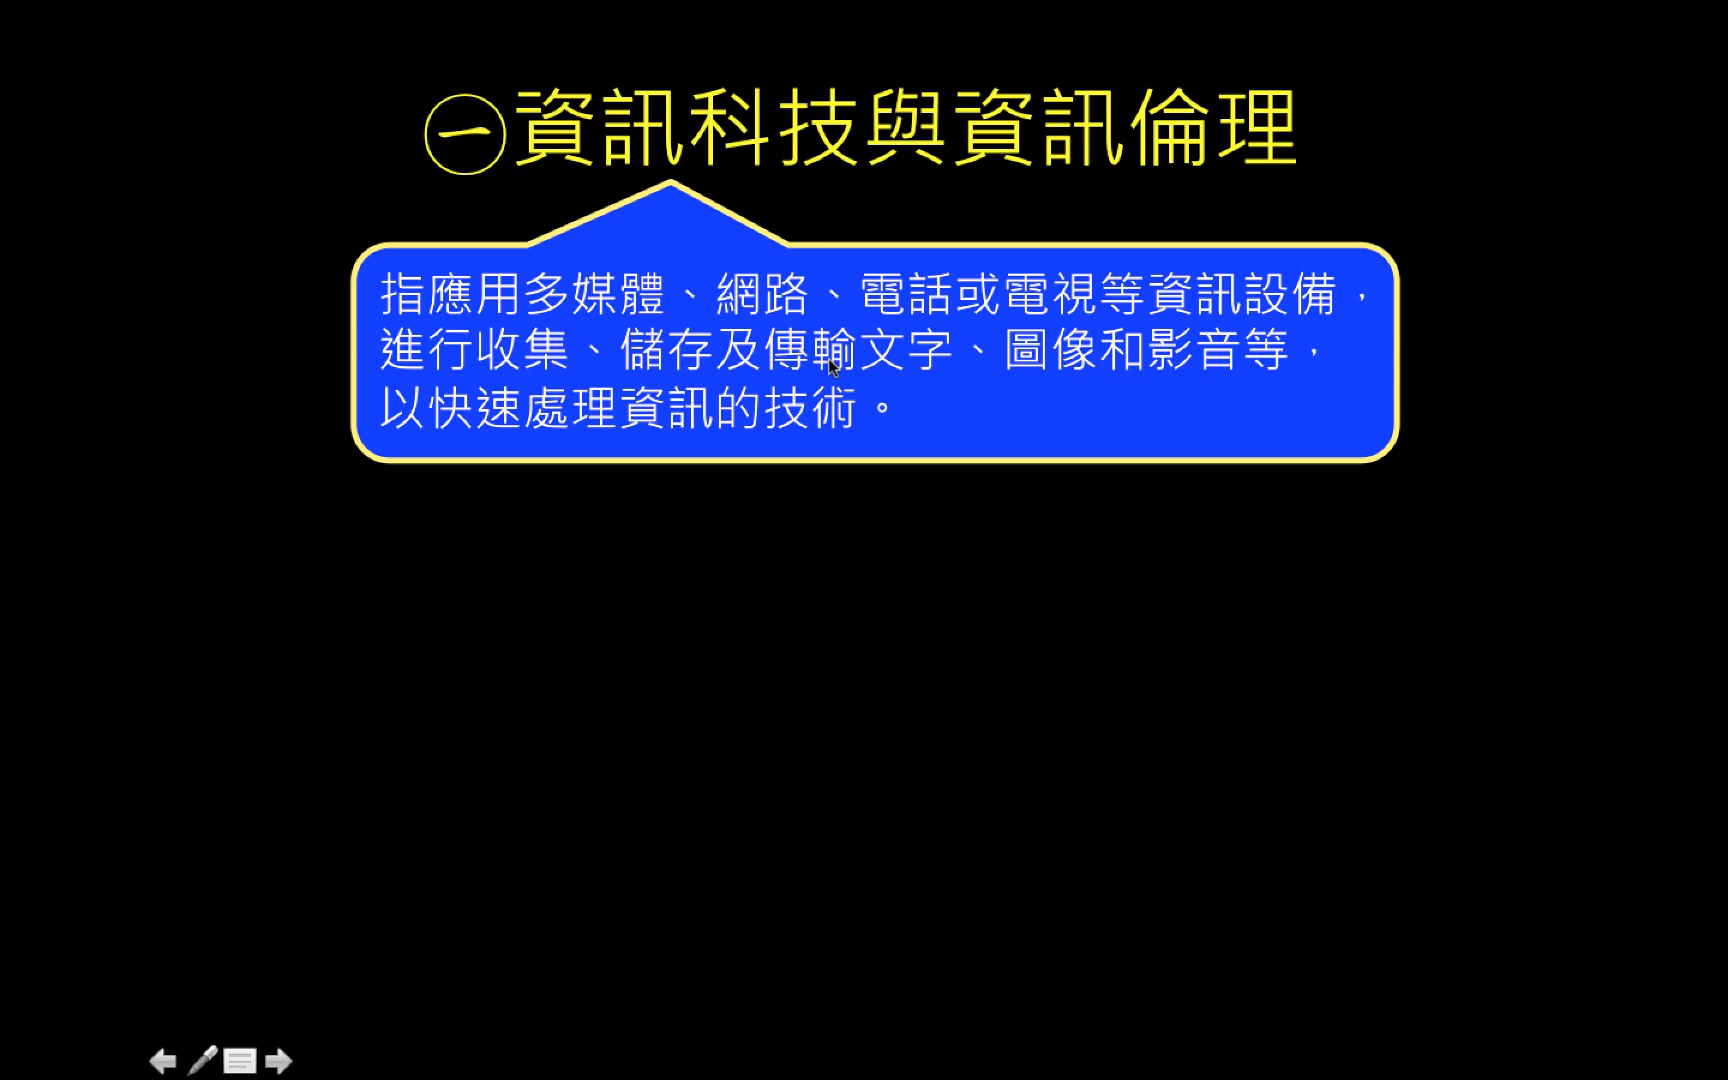 ㊀資訊科技與資訊倫理
指應用多媒體、網路、電話或電視等資訊設備，
進行收集、儲存及傳輸文字、圖像和影音等，
以快速處理資訊的技術。